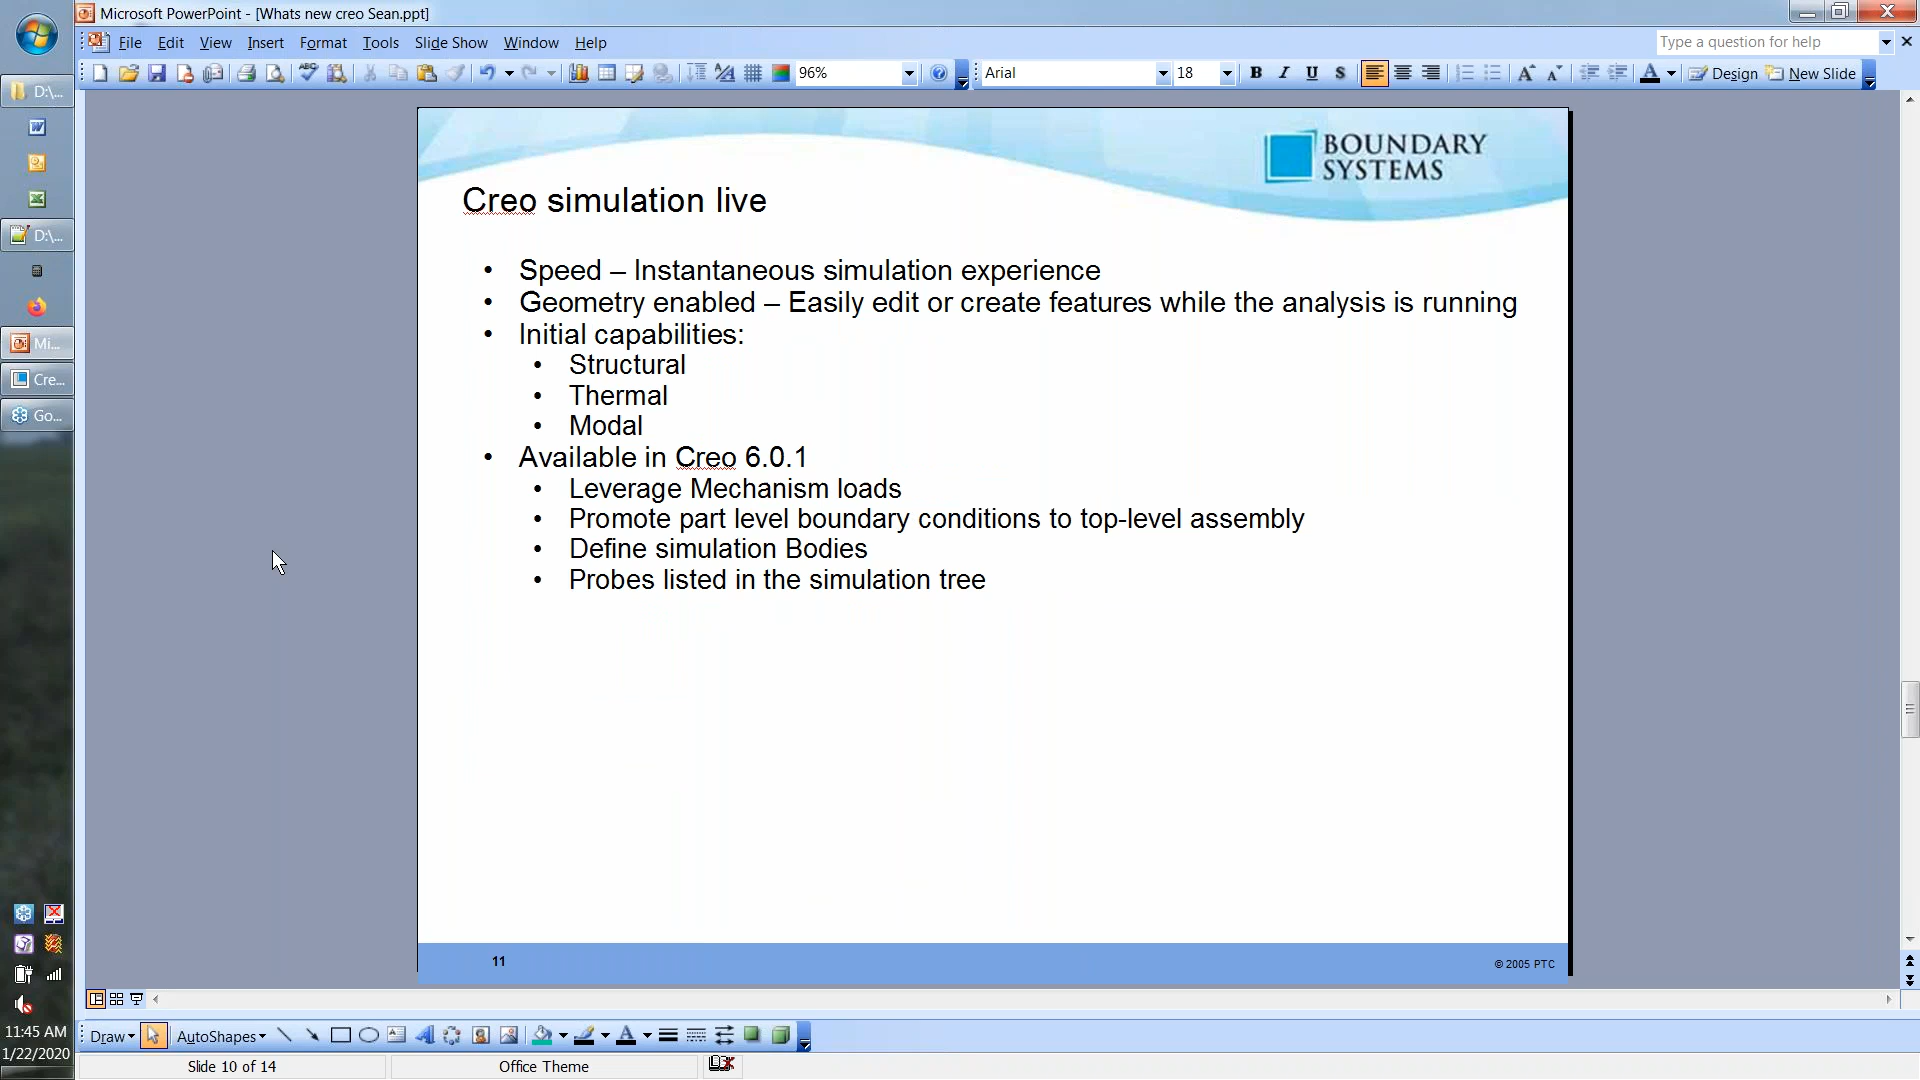 Microsoft PowerPoint - [Whats new creo Sean.ppt]
File Edit View Insert Format Tools Slide Show Window Help
Type a question for help
96%
Arial
18
B I U S
Design
New Slide
D:\...
D:\...
Mi...
Cre...
Go...
BOUNDARY
SYSTEMS
Creo simulation live
• Speed – Instantaneous simulation experience
• Geometry enabled – Easily edit or create features while the analysis is running
• Initial capabilities:
• Structural
• Thermal
• Modal
• Available in Creo 6.0.1
• Leverage Mechanism loads
• Promote part level boundary conditions to top-level assembly
• Define simulation Bodies
• Probes listed in the simulation tree
11
© 2005 PTC
Draw
AutoShapes
11:45 AM
1/22/2020
Slide 10 of 14
Office Theme